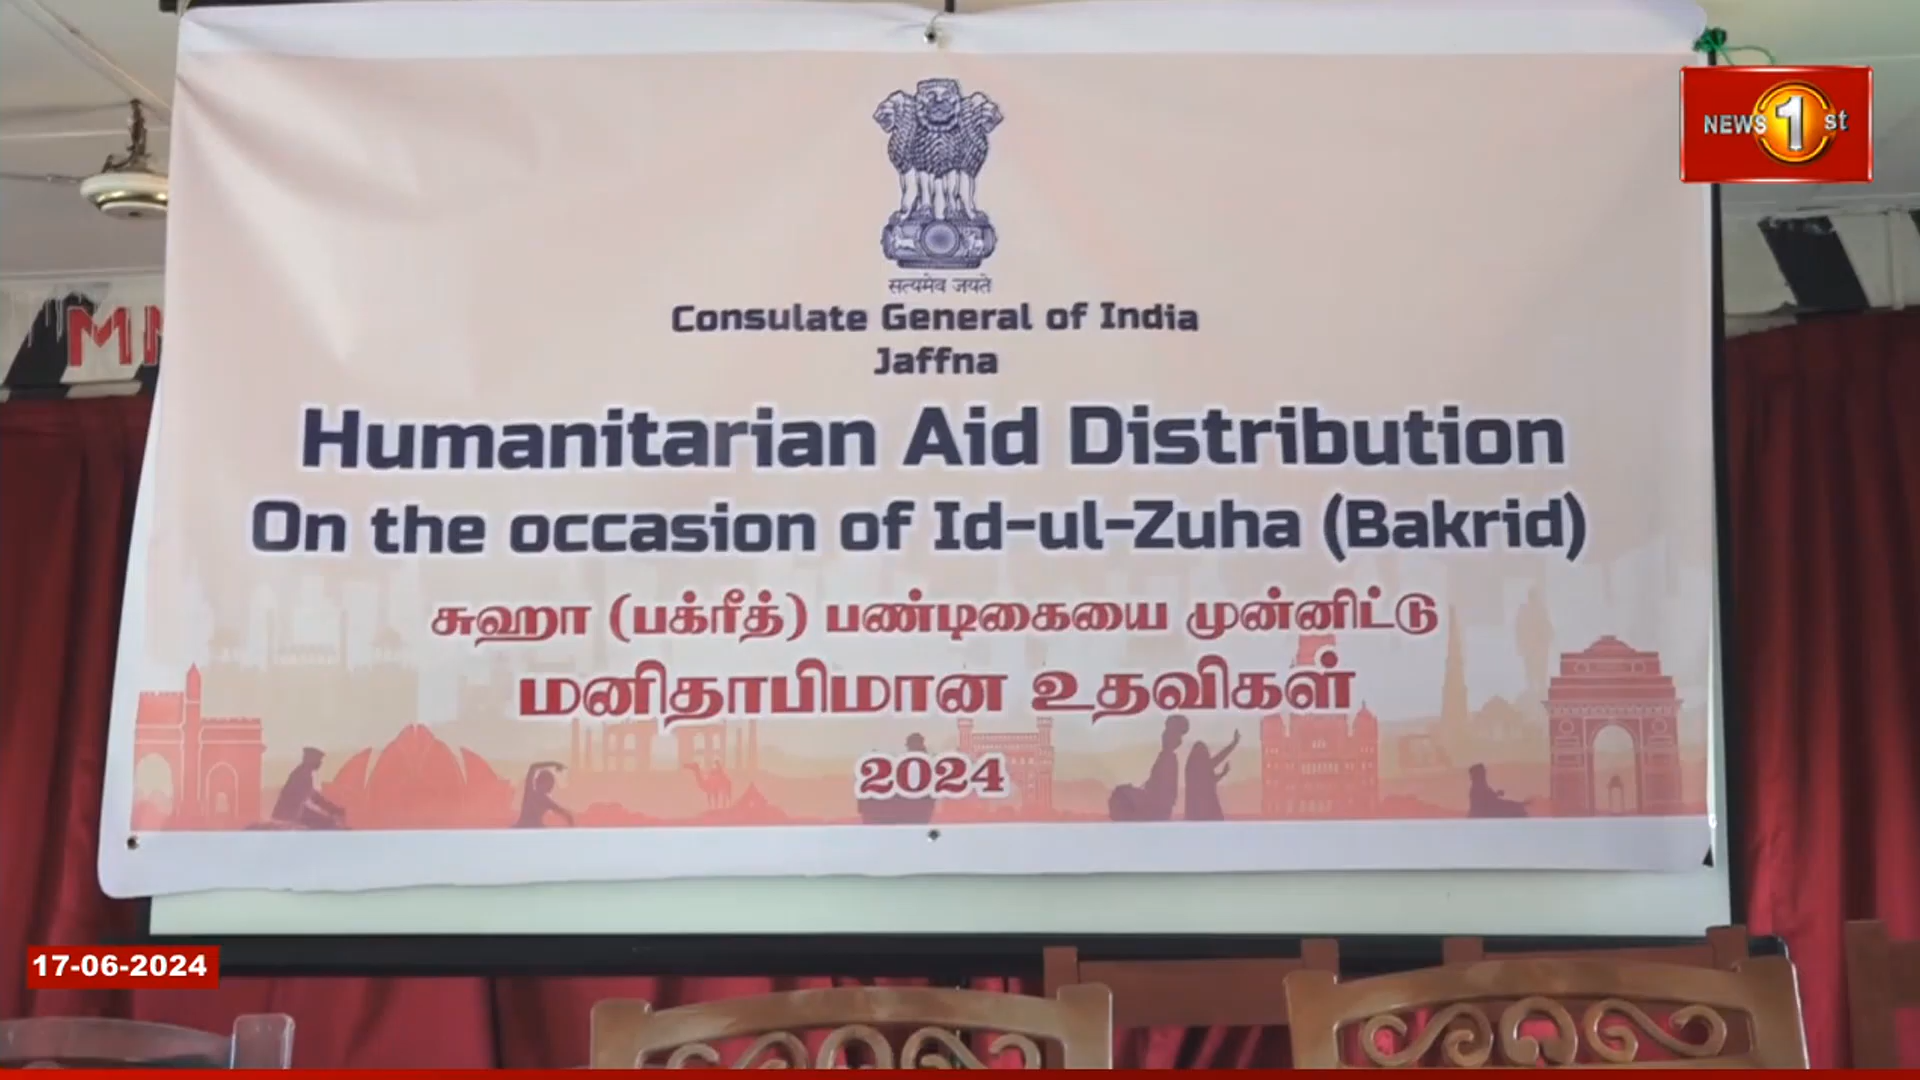 NEWS 1st
सत्यमेव जयते
Consulate General of India
Jaffna
Humanitarian Aid Distribution
On the occasion of Id-ul-Zuha (Bakrid)
சுஹா (பக்ரீத்) பண்டிகையை முன்னிட்டு
மனிதாபிமான உதவிகள்
2024
17-06-2024